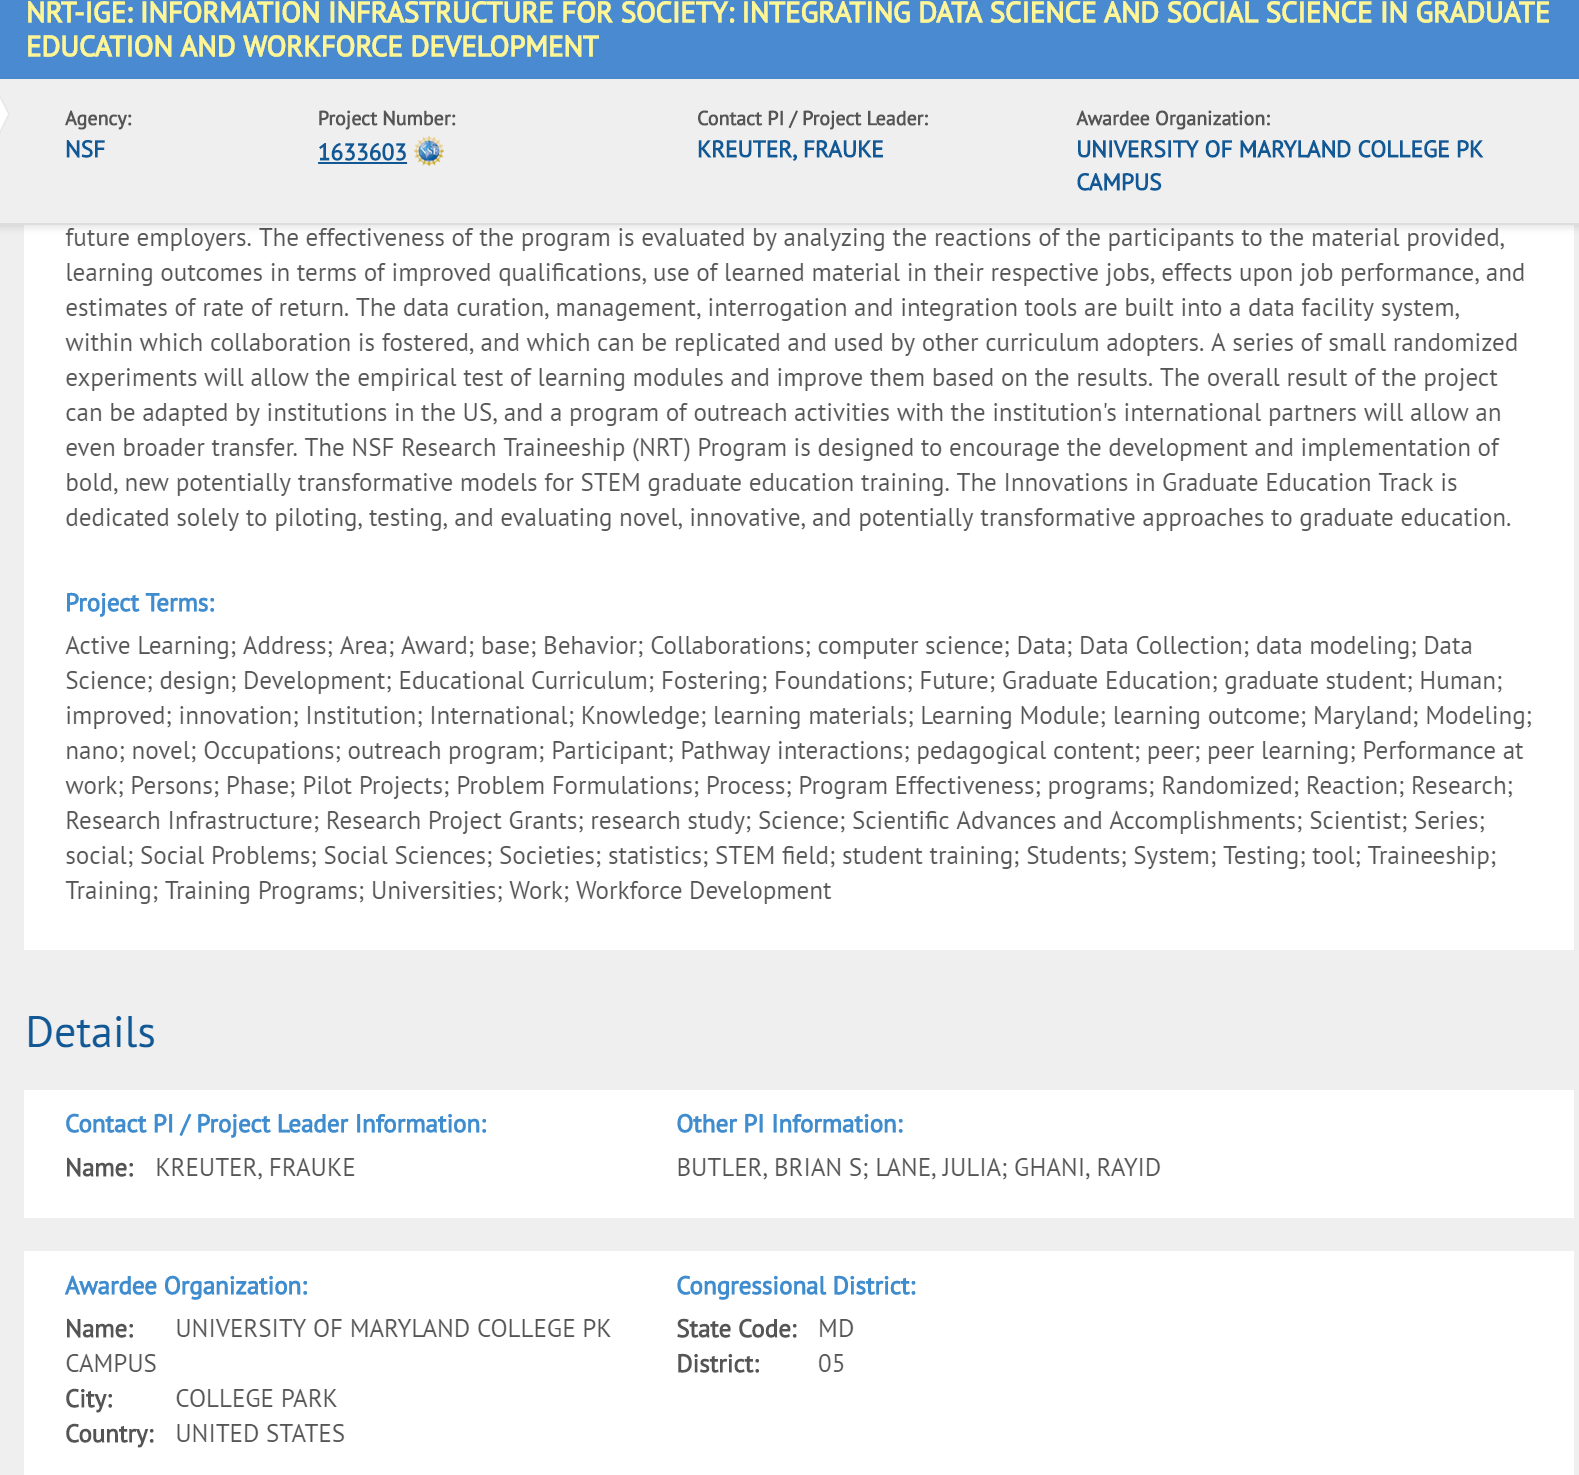 NRT-IGE: INFORMATION INFRASTRUCTURE FOR SOCIETY: INTEGRATING DATA SCIENCE AND SOCIAL SCIENCE IN GRADUATE
EDUCATION AND WORKFORCE DEVELOPMENT
Agency: Project Number: Contact PI / Project Leader: Awardee Organization:
NSF 1633603 KREUTER, FRAUKE UNIVERSITY OF MARYLAND COLLEGE PK
CAMPUS
future employers. The effectiveness of the program is evaluated by analyzing the reactions of the participants to the material provided,
learning outcomes in terms of improved qualifications, use of learned material in their respective jobs, effects upon job performance, and
estimates of rate of return. The data curation, management, interrogation and integration tools are built into a data facility system,
within which collaboration is fostered, and which can be replicated and used by other curriculum adopters. A series of small randomized
experiments will allow the empirical test of learning modules and improve them based on the results. The overall result of the project
can be adapted by institutions in the US, and a program of outreach activities with the institution's international partners will allow an
even broader transfer. The NSF Research Traineeship (NRT) Program is designed to encourage the development and implementation of
bold, new potentially transformative models for STEM graduate education training. The Innovations in Graduate Education Track is
dedicated solely to piloting, testing, and evaluating novel, innovative, and potentially transformative approaches to graduate education.
Project Terms:
Active Learning; Address; Area; Award; base; Behavior; Collaborations; computer science; Data; Data Collection; data modeling; Data
Science; design; Development; Educational Curriculum; Fostering; Foundations; Future; Graduate Education; graduate student; Human;
improved; innovation; Institution; International; Knowledge; learning materials; Learning Module; learning outcome; Maryland; Modeling;
nano; novel; Occupations; outreach program; Participant; Pathway interactions; pedagogical content; peer; peer learning; Performance at
work; Persons; Phase; Pilot Projects; Problem Formulations; Process; Program Effectiveness; programs; Randomized; Reaction; Research;
Research Infrastructure; Research Project Grants; research study; Science; Scientific Advances and Accomplishments; Scientist; Series;
social; Social Problems; Social Sciences; Societies; statistics; STEM field; student training; Students; System; Testing; tool; Traineeship;
Training; Training Programs; Universities; Work; Workforce Development
Details
Contact PI / Project Leader Information: Other PI Information:
Name: KREUTER, FRAUKE BUTLER, BRIAN S; LANE, JULIA; GHANI, RAYID
Awardee Organization: Congressional District:
Name: UNIVERSITY OF MARYLAND COLLEGE PK State Code: MD
CAMPUS District: 05
City: COLLEGE PARK
Country: UNITED STATES